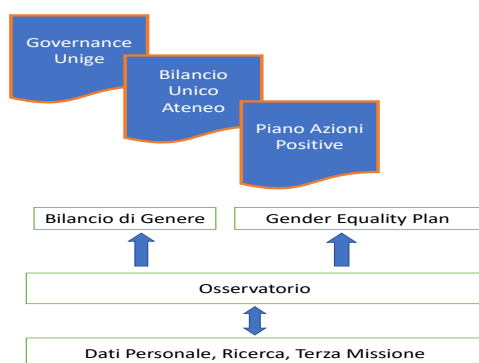 Governance
Unige
Bilancio
Unico
Ateneo
Piano Azioni
Positive
Bilancio di Genere
Gender Equality Plan
Osservatorio
Dati Personale, Ricerca, Terza Missione